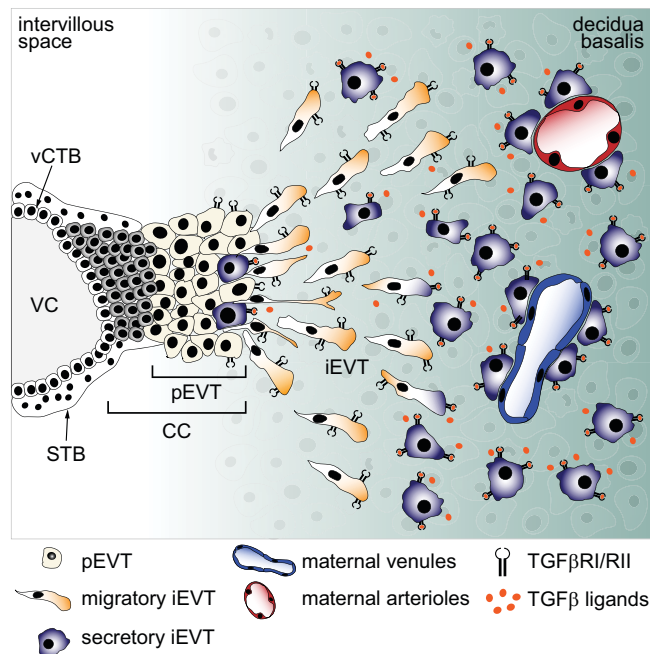 intervillous
space
decidua
basalis
vCTB
VC
iEVT
pEVT
CC
STB
pEVT
maternal venules
TGFβRI/RII
migratory iEVT
maternal arterioles
TGFβ ligands
secretory iEVT